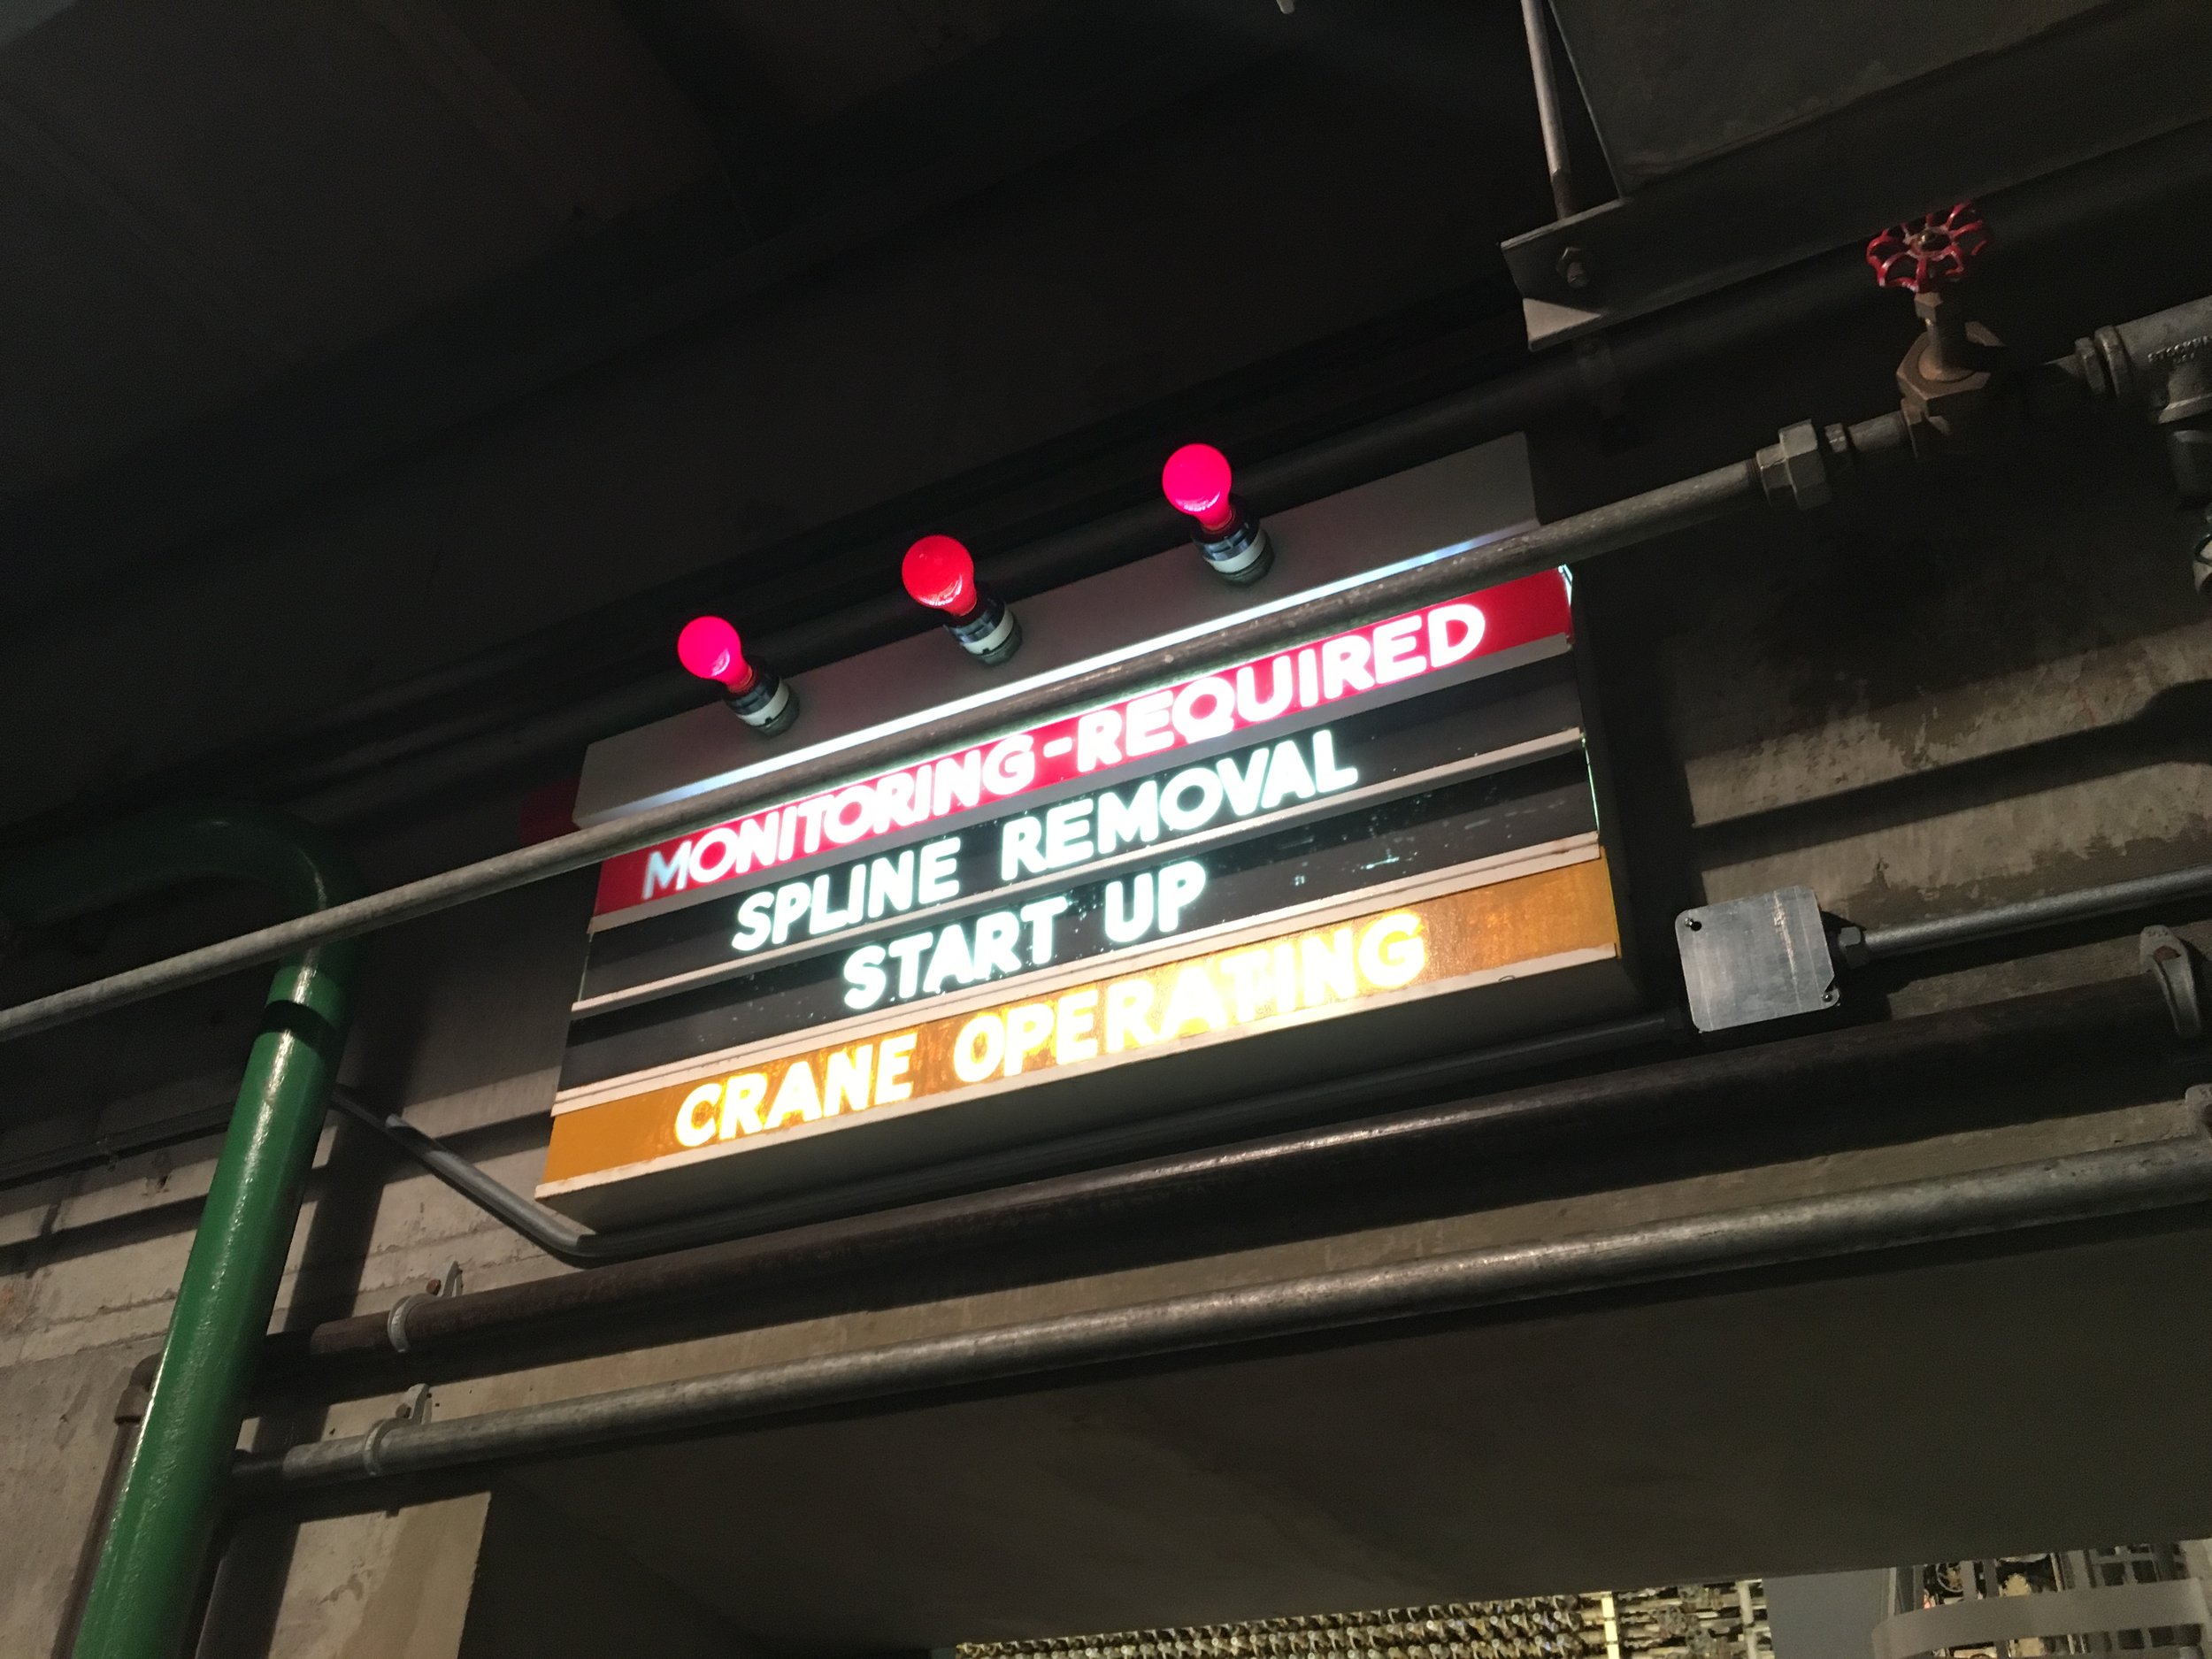 MONITORING-REQUIRED
SPLINE REMOVAL
START UP
CRANE OPERATING